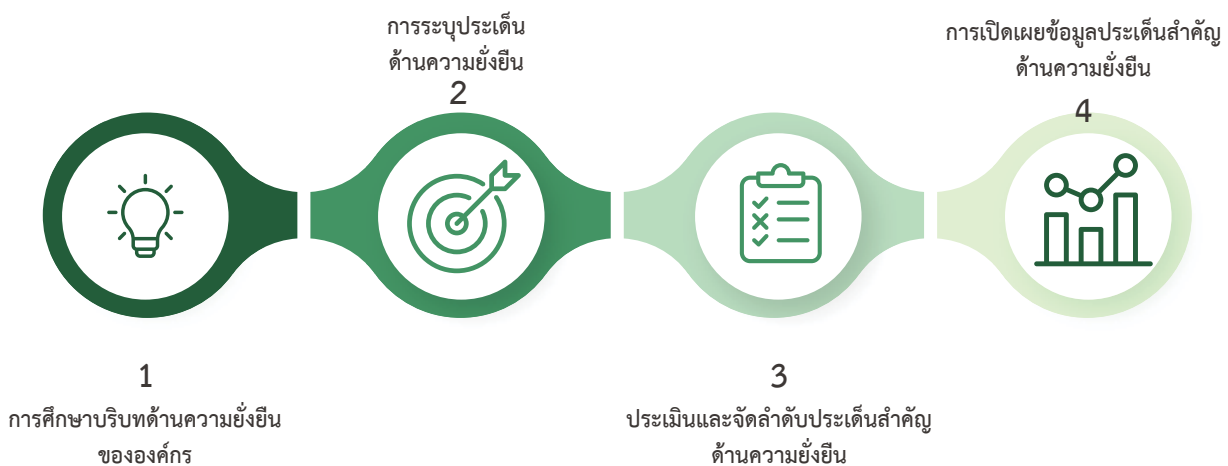 1
การศึกษาบริบทด้านความยั่งยืน
ขององค์กร
การระบุประเด็น
ด้านความยั่งยืน
2
3
ประเมินและจัดลำดับประเด็นสำคัญ
ด้านความยั่งยืน
การเปิดเผยข้อมูลประเด็นสำคัญ
ด้านความยั่งยืน
4